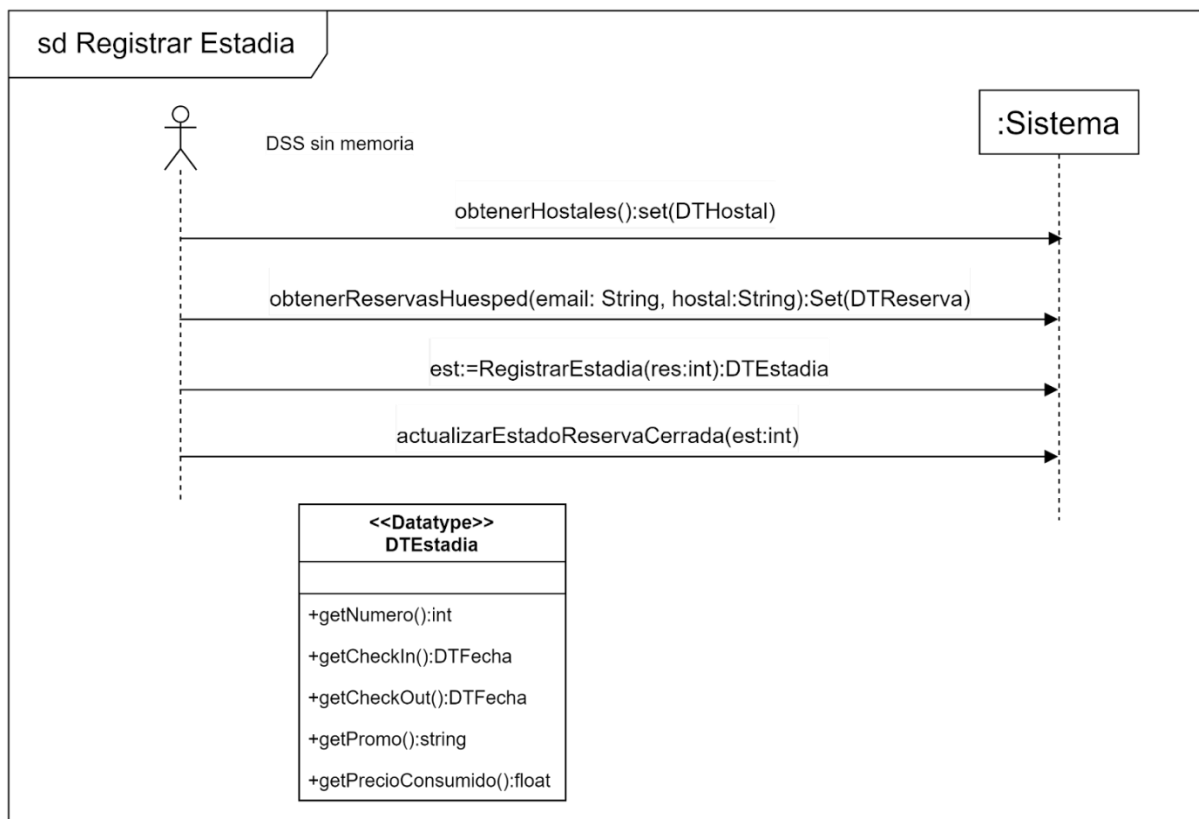 sd Registrar Estadia
DSS sin memoria
:Sistema
obtenerHostales():set(DTHostal)
obtenerReservasHuesped(email: String, hostal:String):Set(DTReserva)
est:=RegistrarEstadia(res:int):DTEstadia
actualizarEstadoReservaCerrada(est:int)
<<Datatype>>
DTEstadia
+getNumero():int
+getCheckIn():DTFecha
+getCheckOut():DTFecha
+getPromo():string
+getPrecioConsumido():float